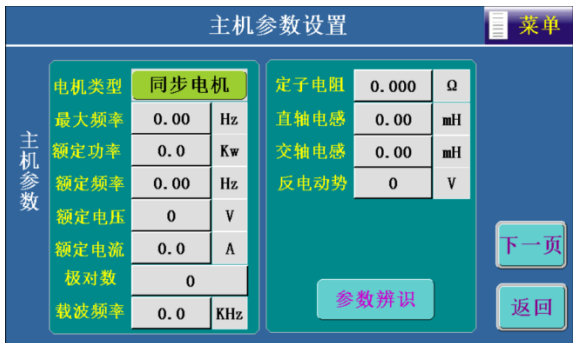 主机参数设置
菜单
主机参数
电机类型 同步电机
最大频率 0.00 Hz
额定功率 0.0 Kw
额定频率 0.00 Hz
额定电压 0 V
额定电流 0.0 A
极对数 0
载波频率 0.0 KHz
定子电阻 0.000 Ω
直轴电感 0.00 mH
交轴电感 0.00 mH
反电动势 0 V
参数辨识
下一页
返回